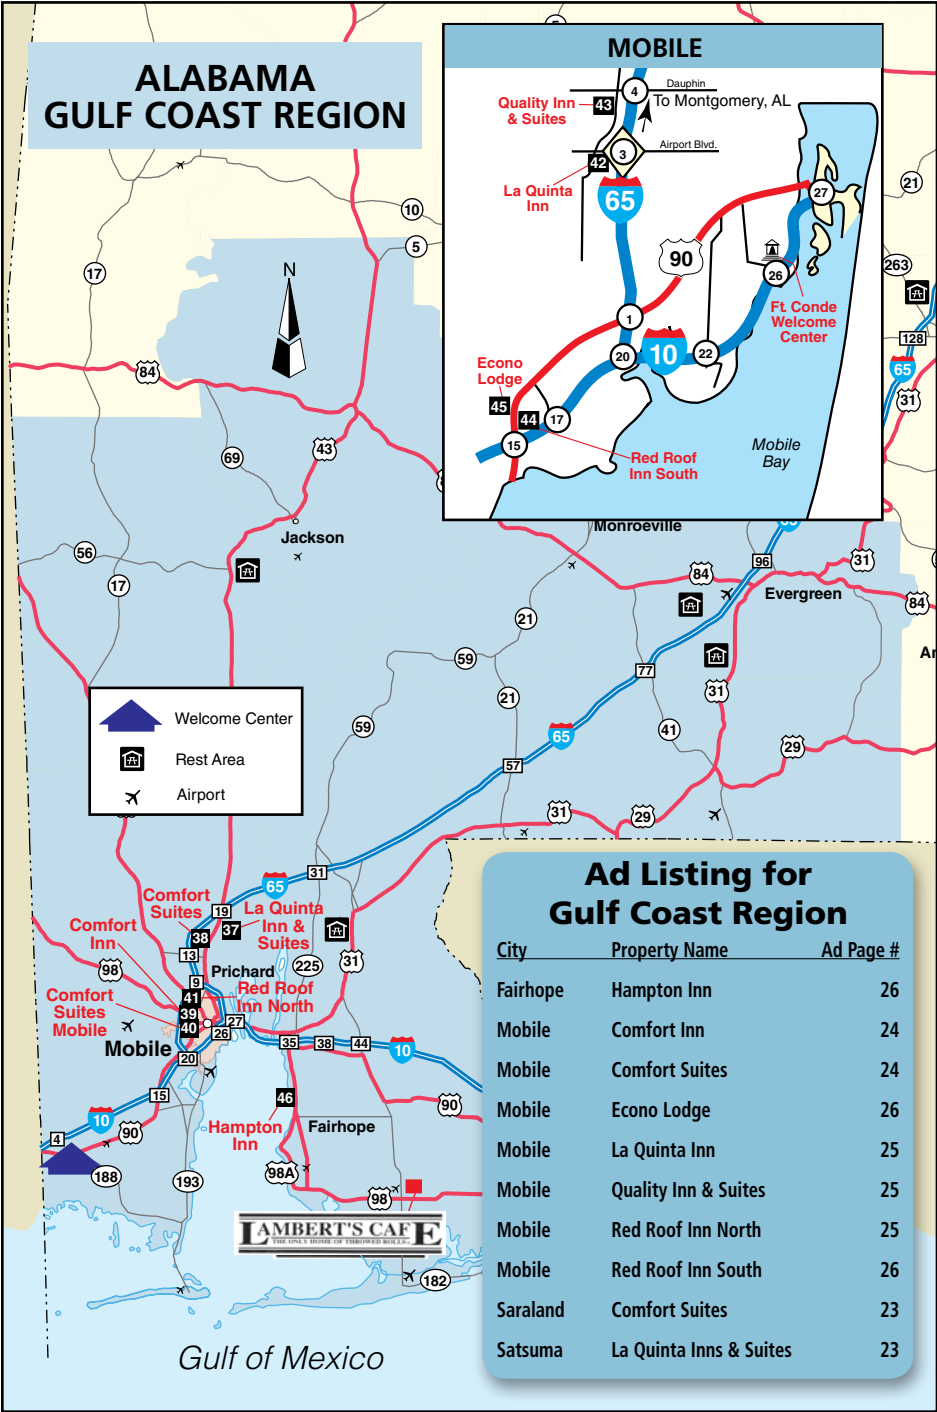 ALABAMA
GULF COAST REGION
MOBILE
Dauphin
4
To Montgomery, AL
Quality Inn
& Suites
43
Airport Blvd.
3
42
La Quinta
Inn
65
27
90
26
Ft. Conde
Welcome
Center
1
20
10
22
Econo
Lodge
45
44
17
15
Red Roof
Inn South
Mobile
Bay
5
21
10
5
17
263
128
65
31
N
84
43
69
Jackson
56
17
Monroeville
96
31
84
Evergreen
84
21
59
77
31
21
59
41
65
29
57
31
29
Welcome Center
Rest Area
Airport
31
65
19
Comfort
Suites
38
37
La Quinta
Inn &
Suites
Comfort
Inn
13
98
Prichard
225
31
9
41
Red Roof
Inn North
Comfort
Suites
Mobile
39
40
27
26
Mobile
20
35
38
44
10
15
46
90
Hampton
Inn
Fairhope
10
4
90
188
193
98A
98
LAMBERT'S CAFE
THE ONLY HOME OF THROWED ROLLS
182
Gulf of Mexico
Ad Listing for
Gulf Coast Region
City Property Name Ad Page #
Fairhope Hampton Inn 26
Mobile Comfort Inn 24
Mobile Comfort Suites 24
Mobile Econo Lodge 26
Mobile La Quinta Inn 25
Mobile Quality Inn & Suites 25
Mobile Red Roof Inn North 25
Mobile Red Roof Inn South 26
Saraland Comfort Suites 23
Satsuma La Quinta Inns & Suites 23